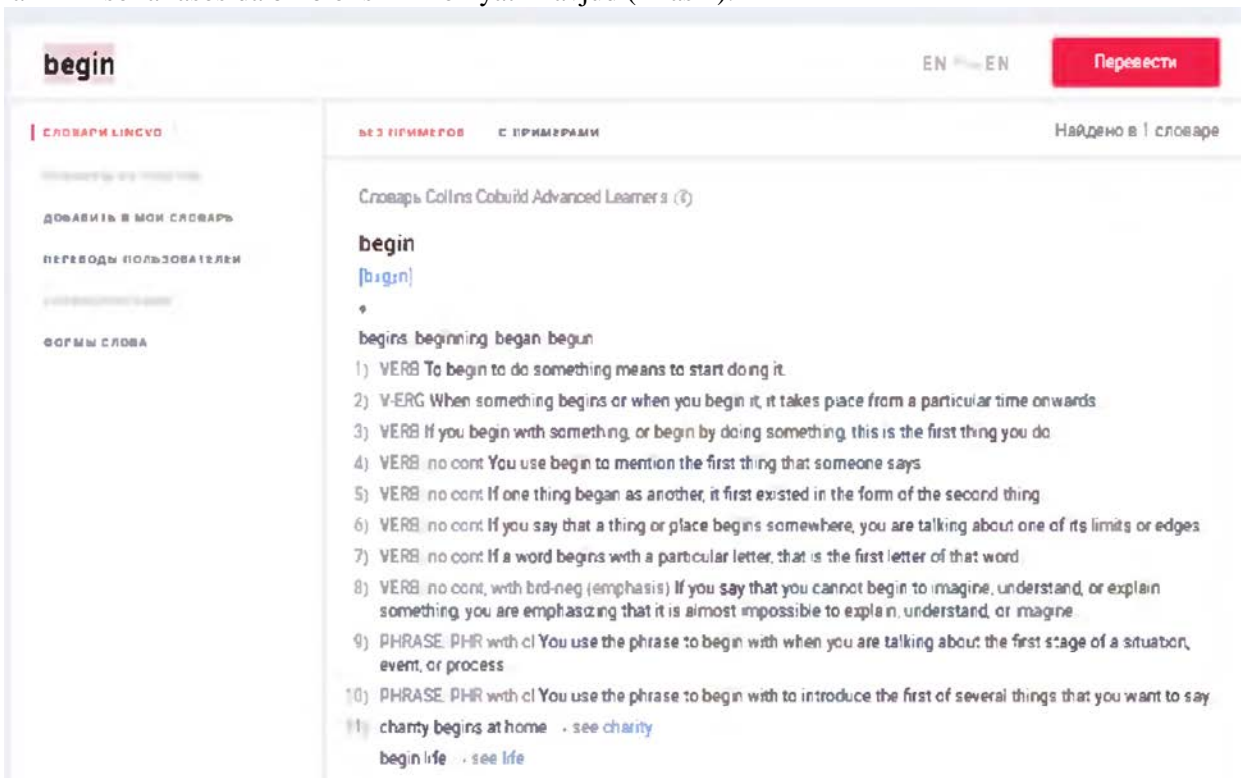 begin
EN EN
Перевести
СЛОВАРИ LINGVO
БЕЗ ПРИМЕРОВ С ПРИМЕРАМИ
Найдено в 1 словаре
ДОБАВИТЬ В МОЙ СЛОВАРЬ
ПЕРЕВОДЫ ПОЛЬЗОВАТЕЛЕЙ
ФОРМЫ СЛОВА
Словарь Collins Cobuild Advanced Learner's (?)
begin
[bɪgɪn]
begins beginning began begun
1) VERB To begin to do something means to start doing it.
2) V-ERG When something begins or when you begin it, it takes place from a particular time onwards
3) VERB If you begin with something, or begin by doing something, this is the first thing you do
4) VERB no cont You use begin to mention the first thing that someone says
5) VERB no cont If one thing began as another, it first existed in the form of the second thing
6) VERB no cont If you say that a thing or place begins somewhere, you are talking about one of its limits or edges
7) VERB no cont If a word begins with a particular letter, that is the first letter of that word
8) VERB no cont, with brd-neg (emphasis) If you say that you cannot begin to imagine, understand, or explain
something, you are emphasizing that it is almost impossible to explain, understand, or imagine
9) PHRASE PHR with cl You use the phrase to begin with when you are talking about the first stage of a situation,
event, or process
10) PHRASE PHR with cl You use the phrase to begin with to introduce the first of several things that you want to say
11) charity begins at home see charity
begin life see life